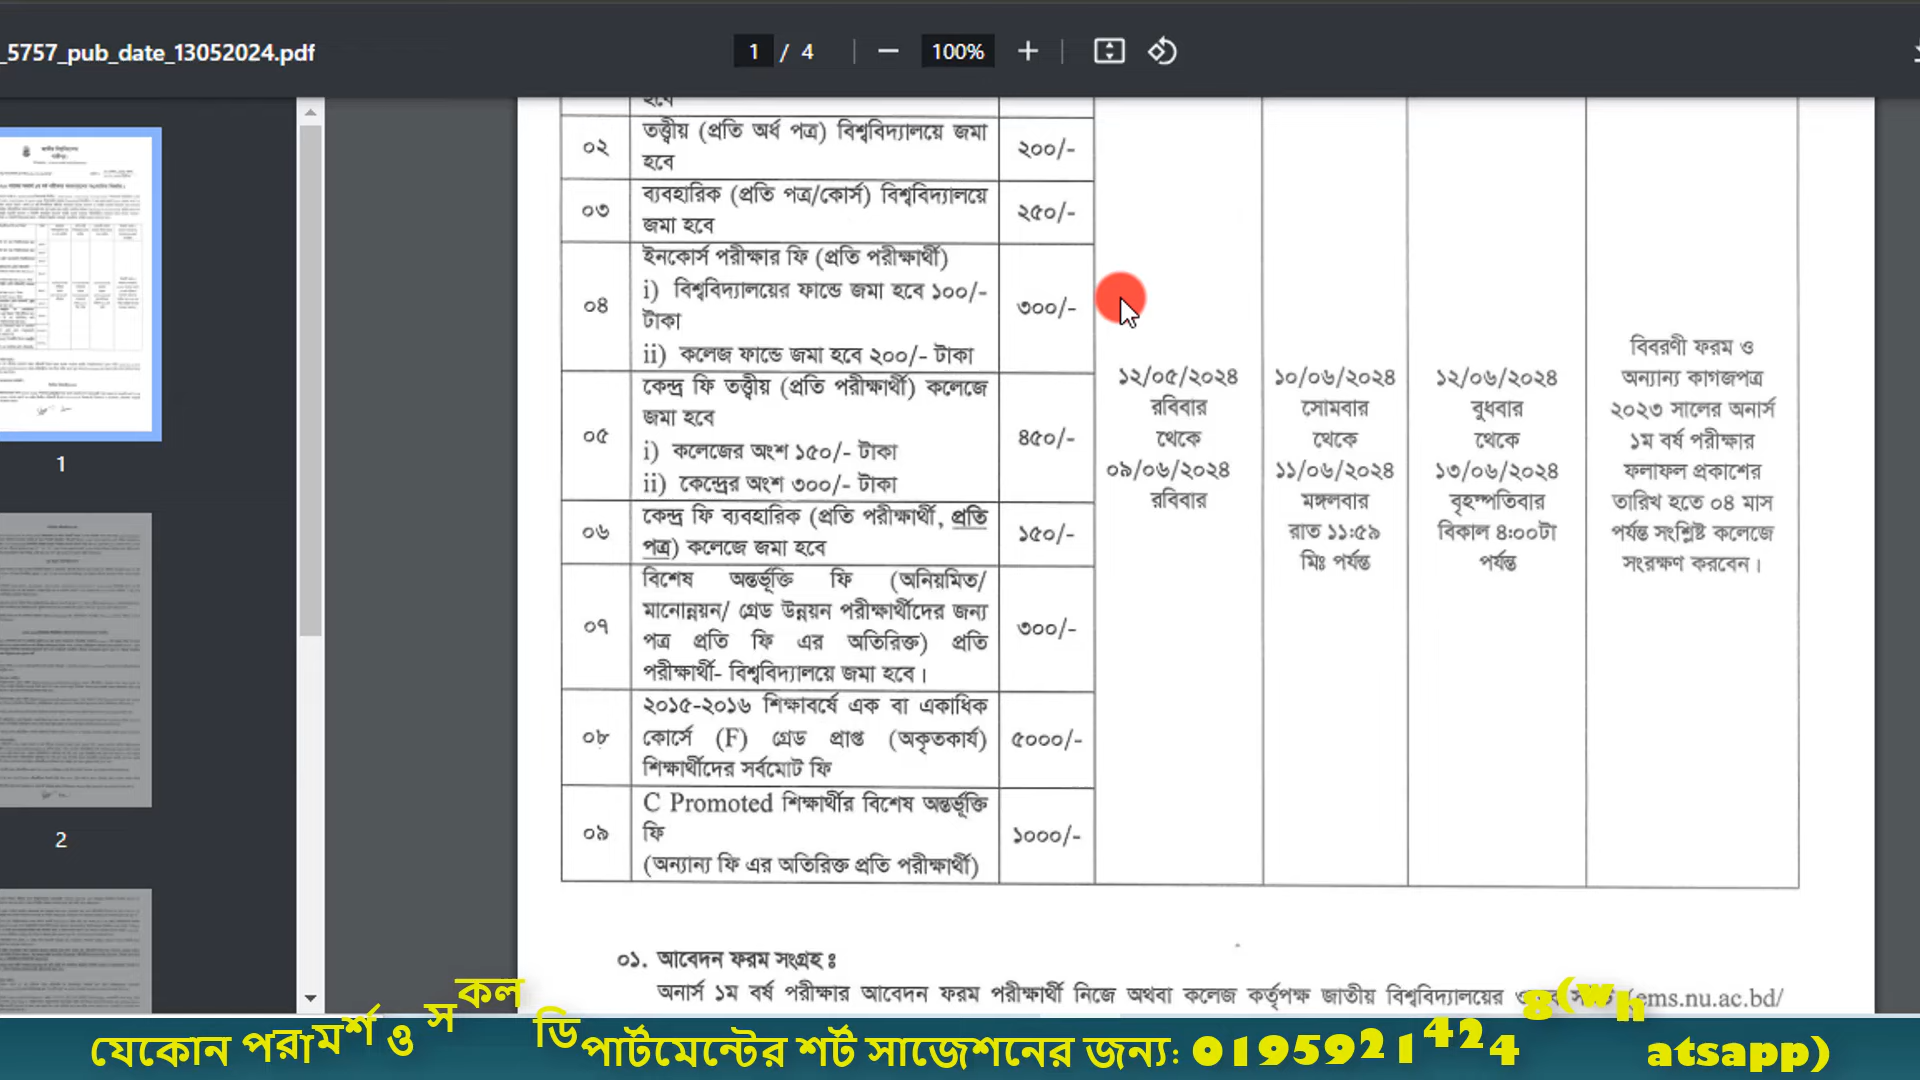 _5757_pub_date_13052024.pdf
1 / 4
100%
হবে
০২
তত্ত্বীয় (প্রতি অর্ধ পত্র) বিশ্ববিদ্যালয়ে জমা
হবে
২০০/-
০৩
ব্যবহারিক (প্রতি পত্র/কোর্স) বিশ্ববিদ্যালয়ে
জমা হবে
২৫০/-
০৪
ইনকোর্স পরীক্ষার ফি (প্রতি পরীক্ষার্থী)
i) বিশ্ববিদ্যালয়ের ফান্ডে জমা হবে ১০০/-
টাকা
ii) কলেজ ফান্ডে জমা হবে ২০০/- টাকা
৩০০/-
০৫
কেন্দ্র ফি তত্ত্বীয় (প্রতি পরীক্ষার্থী) কলেজে
জমা হবে
i) কলেজের অংশ ১৫০/- টাকা
ii) কেন্দ্রের অংশ ৩০০/- টাকা
৪৫০/-
০৬
কেন্দ্র ফি ব্যবহারিক (প্রতি পরীক্ষার্থী, প্রতি
পত্র) কলেজে জমা হবে
১৫০/-
০৭
বিশেষ অন্তর্ভূক্তি ফি (অনিয়মিত/
মানোন্নয়ন/ গ্রেড উন্নয়ন পরীক্ষার্থীদের জন্য
পত্র প্রতি ফি এর অতিরিক্ত) প্রতি
পরীক্ষার্থী- বিশ্ববিদ্যালয়ে জমা হবে।
৩০০/-
০৮
২০১৫-২০১৬ শিক্ষাবর্ষে এক বা একাধিক
কোর্সে (F) গ্রেড প্রাপ্ত (অকৃতকার্য)
শিক্ষার্থীদের সর্বমোট ফি
৫০০০/-
০৯
C Promoted শিক্ষার্থীর বিশেষ অন্তর্ভূক্তি
ফি
(অন্যান্য ফি এর অতিরিক্ত প্রতি পরীক্ষার্থী)
১০০০/-
১২/০৫/২০২৪
রবিবার
থেকে
০৯/০৬/২০২৪
রবিবার
১০/০৬/২০২৪
সোমবার
থেকে
১১/০৬/২০২৪
মঙ্গলবার
রাত ১১:৫৯
মিঃ পর্যন্ত
১২/০৬/২০২৪
বুধবার
থেকে
১৩/০৬/২০২৪
বৃহস্পতিবার
বিকাল ৪:০০টা
পর্যন্ত
বিবরণী ফরম ও
অন্যান্য কাগজপত্র
২০২৩ সালের অনার্স
১ম বর্ষ পরীক্ষার
ফলাফল প্রকাশের
তারিখ হতে ০৪ মাস
পর্যন্ত সংশ্লিষ্ট কলেজে
সংরক্ষণ করবেন।
০১. আবেদন ফরম সংগ্রহ ঃ
অনার্স ১ম বর্ষ পরীক্ষার আবেদন ফরম পরীক্ষার্থী নিজে অথবা কলেজ কর্তৃপক্ষ জাতীয় বিশ্ববিদ্যালয়ের ems.nu.ac.bd/
1
2
যেকোন পরামর্শ ও সকল ডিপার্টমেন্টের শর্ট সাজেশনের জন্য: 01959214248(whatsapp)